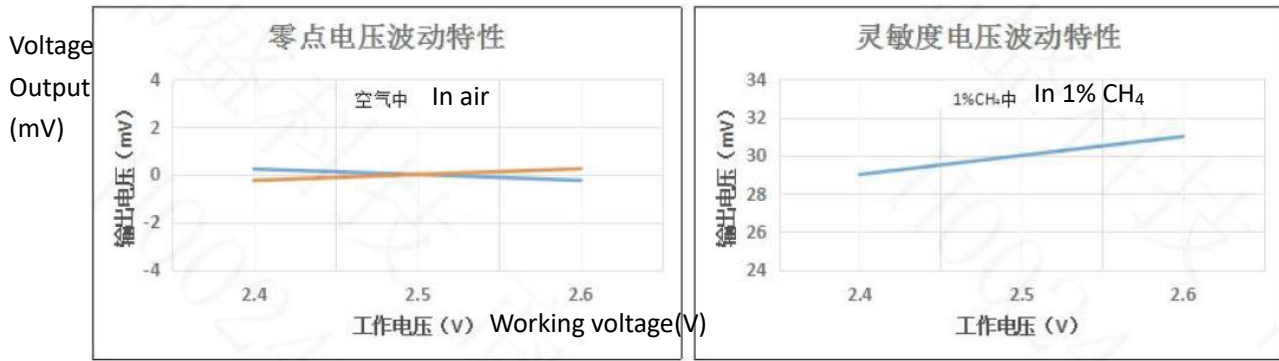 Voltage
Output
(mV)
零点电压波动特性
空气中 In air
输出电压（mV）
4
2
0
-2
-4
2.4 2.5 2.6
工作电压（V） Working voltage(V)
灵敏度电压波动特性
1%CH₄中 In 1% CH₄
输出电压（mV）
34
32
30
28
26
24
2.4 2.5 2.6
工作电压（V）